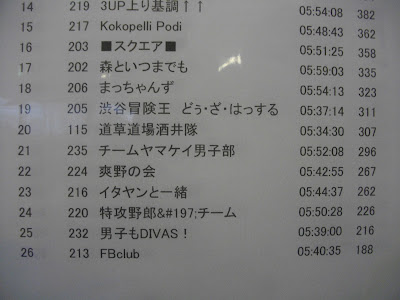 14 219 3UP上り基調↑↑ 05:54:08 382
15 217 Kokopelli Podi 05:48:43 362
16 203 ■スクエア■ 05:51:25 358
17 202 森といつまでも 05:59:03 335
18 206 まっちゃんず 05:54:13 334
19 205 渋谷冒険王 どぅ・ざ・はっする 05:37:14 311
20 115 道草道場酒井隊 05:34:30 307
21 235 チームヤマケイ男子部 05:52:08 296
22 224 爽野の会 05:42:55 267
23 216 イタヤンと一緒 05:44:37 262
24 220 特攻野郎&#197;チーム 05:50:28 226
25 232 男子もDIVAS！ 05:39:00 216
26 213 FBclub 05:40:35 188